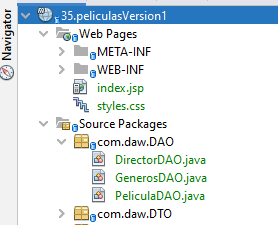 Navigator
35.peliculasVersion1
Web Pages
META-INF
WEB-INF
index.jsp
styles.css
Source Packages
com.daw.DAO
DirectorDAO.java
GenerosDAO.java
PeliculaDAO.java
com.daw.DTO